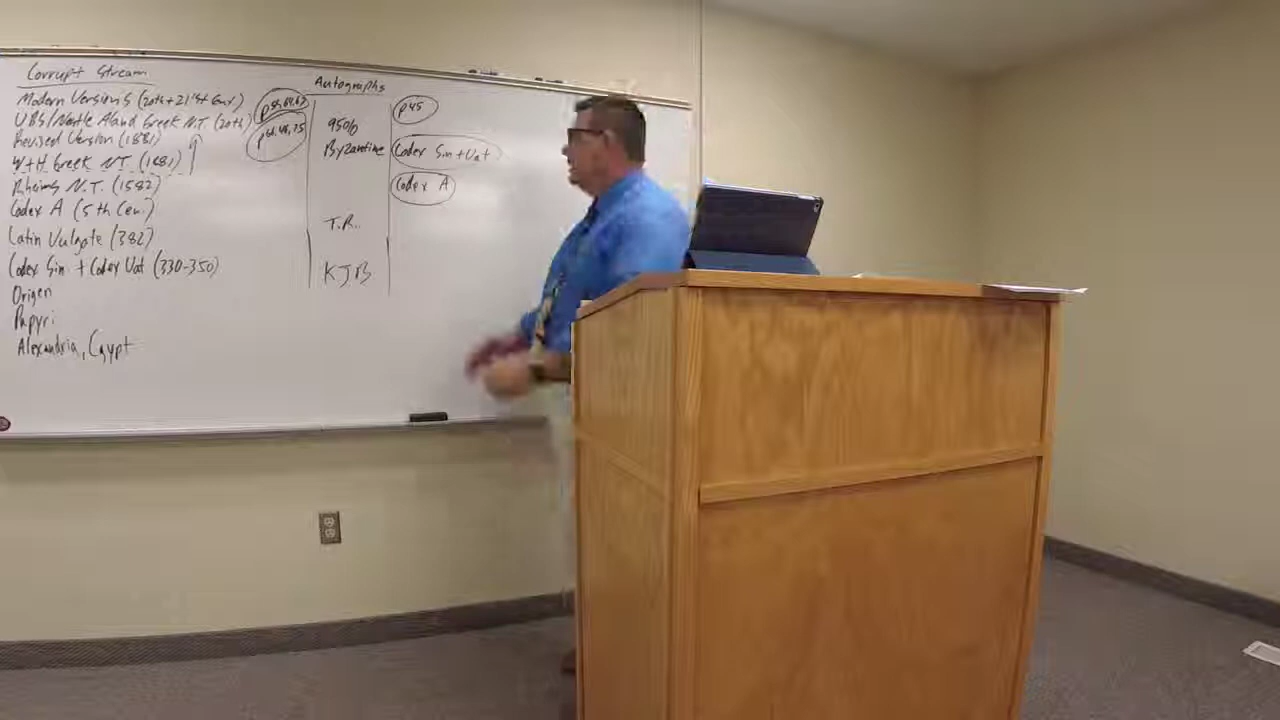 Corrupt Stream
Modern Versions (20th + 21st Cent.)
UBS/Nestle Aland Greek N.T. (20th)
Revised Version (1881)
W+H Greek N.T. (1881)
Rheims N.T. (1582)
Codex A (5th Cen.)
Latin Vulgate (382)
Codex Sin. + Codex Vat (330-350)
Origen
Papyri
Alexandria, Egypt
Autographs
95%
Byzantine
T.R.
KJB
P45
Codex Sin + Vat
Codex A